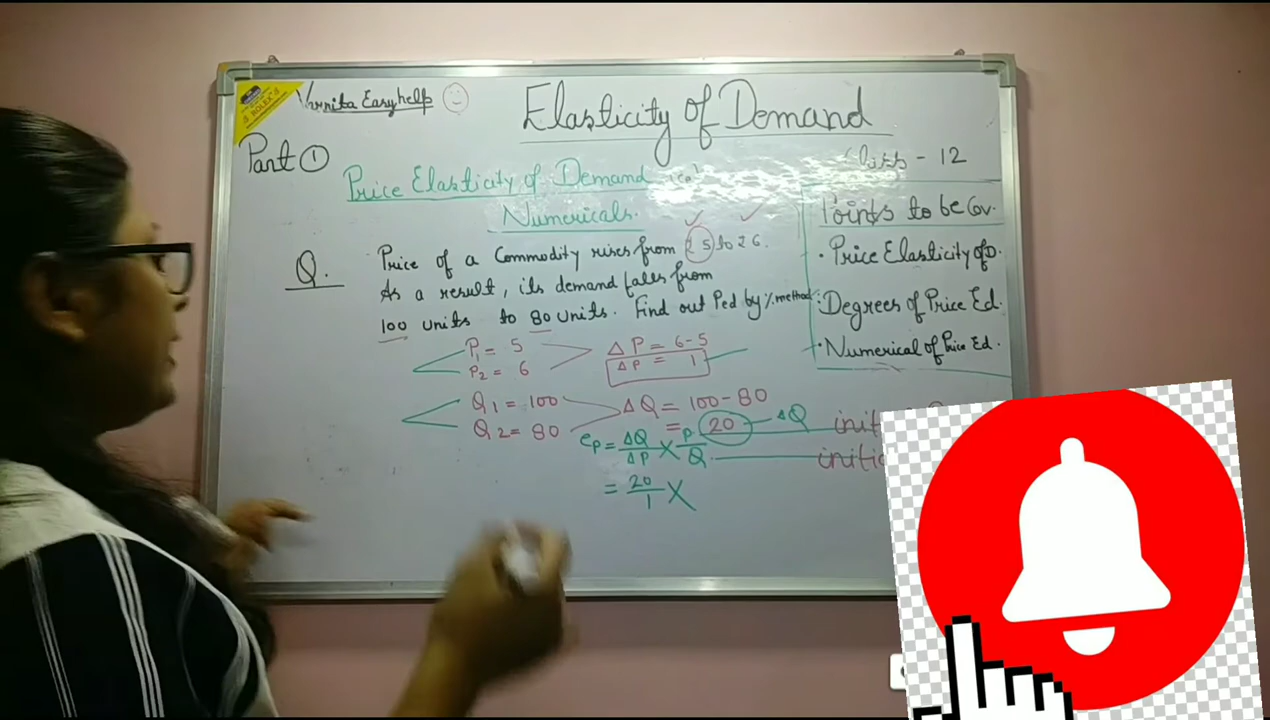 ROLEX
Varnita Easyhelp
Elasticity of Demand
Part 1
Class - 12
Price Elasticity of Demand
Numericals.
Q. Price of a Commodity rises from ₹5 to ₹6.
As a result, its demand falls from
100 units to 80 units. Find out Ped by % method.
P1 = 5
P2 = 6
ΔP = 6-5
ΔP = 1
Q1 = 100
Q2 = 80
ΔQ = 100-80
= 20 ΔQ
eP = ΔQ/ΔP X P/Q
= 20/1 X
Points to be Cov.
· Price Elasticity of D.
· Degrees of Price Ed.
· Numerical of Price Ed.